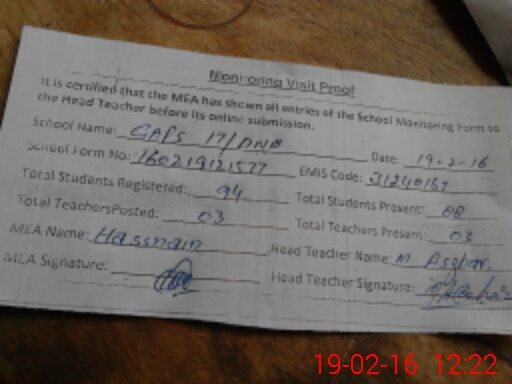 Monitoring Visit Proof
It is certified that the MEA has shown all entries of the School Monitoring Form to
the Head Teacher before its online submission.
School Name: GAPS 17/DNB Date: 19-2-16
School Form No: 160219121577 EMIS Code: 31240167
Total Students Registered: 94 Total Students Present: 08
Total TeachersPosted: 03 Total Teachers Present: 03
MEA Name: Hassnain Head Teacher Name: M. Asghar
MEA Signature: Head Teacher Signature:
19-02-16 12:22